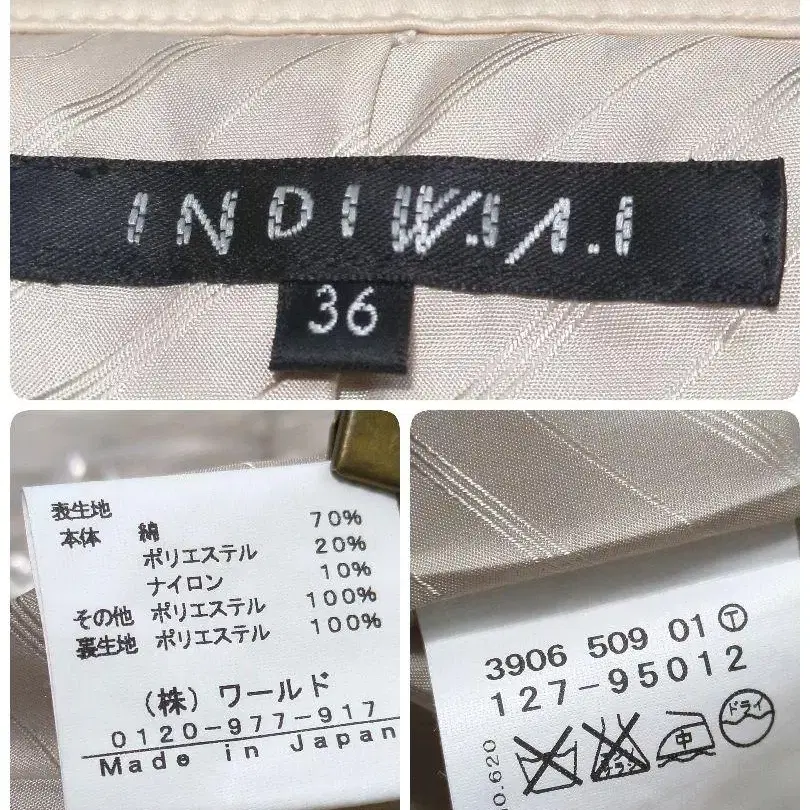 INDIVI
36
表生地
本体 綿 70%
ポリエステル 20%
ナイロン 10%
その他 ポリエステル 100%
裏生地 ポリエステル 100%
(株) ワールド
0120-977-917
Made in Japan
3906 509 01 Ⓣ
127-95012
中
ドライ